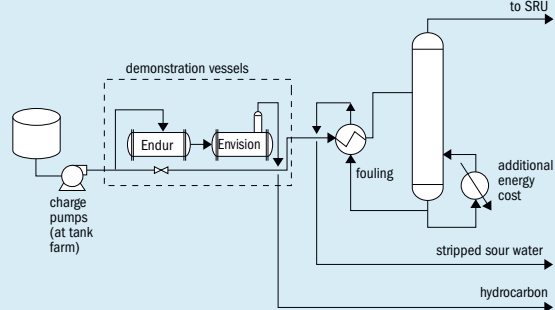 to SRU
demonstration vessels
Endur
Envision
fouling
additional
energy
cost
charge
pumps
(at tank
farm)
stripped sour water
hydrocarbon